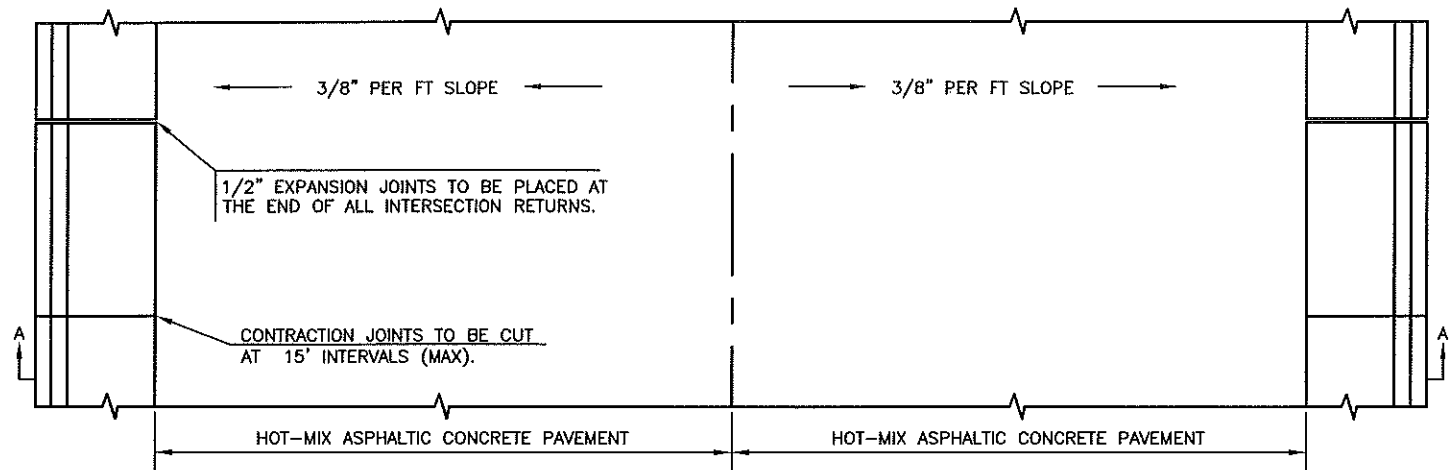 3/8" PER FT SLOPE
3/8" PER FT SLOPE
1/2" EXPANSION JOINTS TO BE PLACED AT
THE END OF ALL INTERSECTION RETURNS.
CONTRACTION JOINTS TO BE CUT
AT 15' INTERVALS (MAX).
A
A
HOT-MIX ASPHALTIC CONCRETE PAVEMENT
HOT-MIX ASPHALTIC CONCRETE PAVEMENT